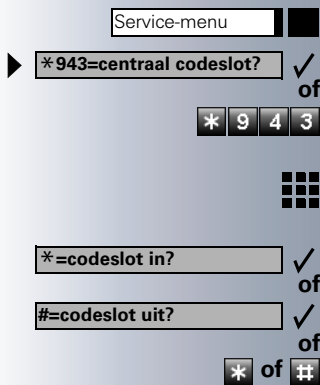 Service-menu
*943=centraal codeslot? ✓
of
* 9 4 3
*=codeslot in? ✓
of
#=codeslot uit? ✓
of
* of #